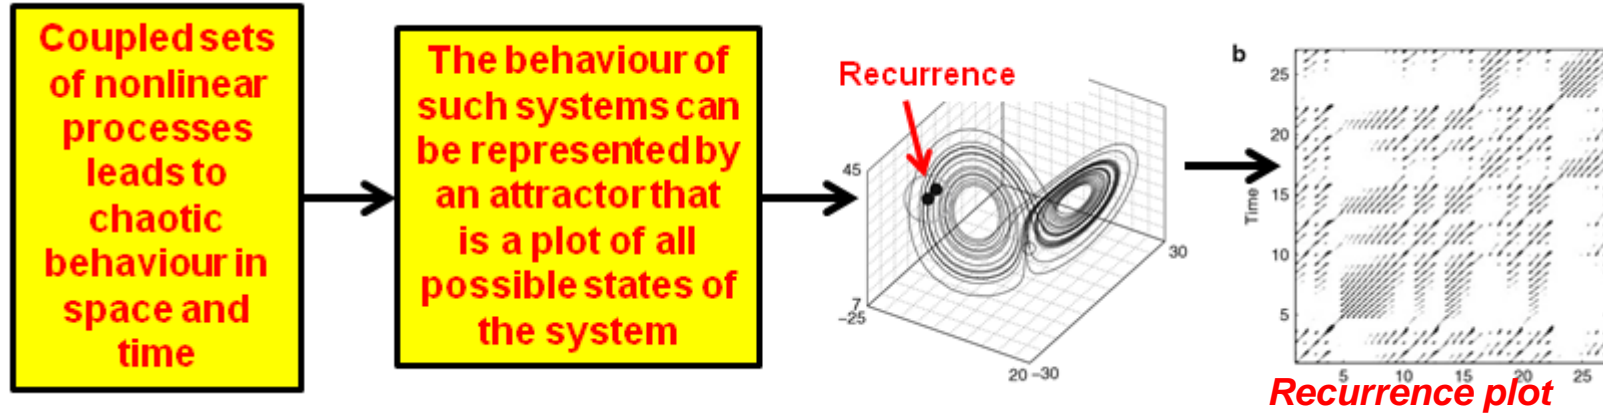 Coupled sets
of nonlinear
processes
leads to
chaotic
behaviour in
space and
time
The behaviour of
such systems can
be represented by
an attractor that
is a plot of all
possible states of
the system
Recurrence
45
7
-25
20
-30
30
b
25
20
15
10
5
Time
5
10
15
20
25
Recurrence plot